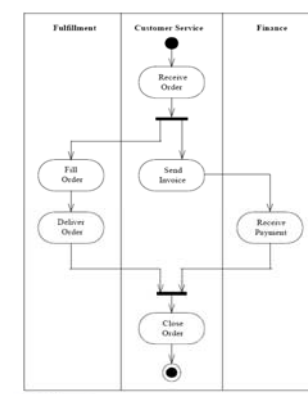 Fulfillment
Customer Service
Finance
Receive
Order
Fill
Order
Send
Invoice
Deliver
Order
Receive
Payment
Close
Order